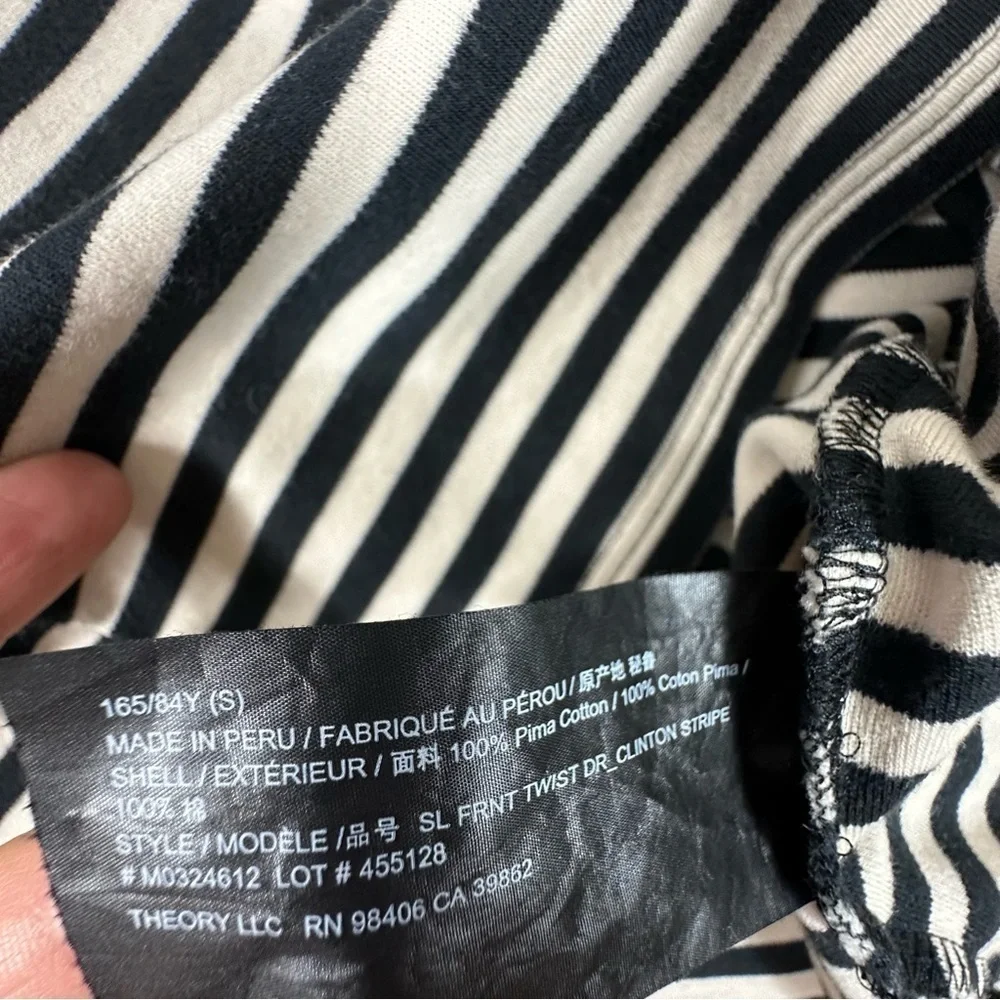 165/84Y (S)
MADE IN PERU / FABRIQUÉ AU PÉROU / 原产地 秘鲁
SHELL / EXTÉRIEUR / 面料 100% Pima Cotton / 100% Coton Pima /
100% 棉
STYLE / MODÈLE /品号 SL FRNT TWIST DR_CLINTON STRIPE
# M0324612 LOT # 455128
THEORY LLC RN 98406 CA 39862